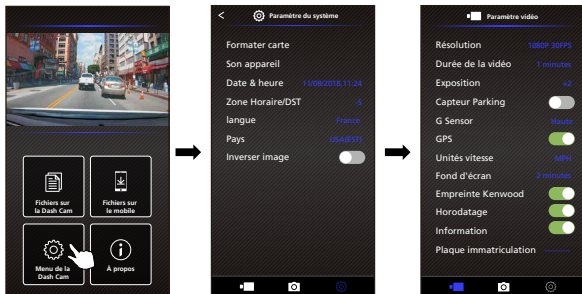 Fichiers sur
la Dash Cam
Fichiers sur
le mobile
Menu de la
Dash Cam
À propos
< Paramètre du système
Formater carte
Son appareil
Date & heure 11/08/2018,11:24
Zone Horaire/DST -5
langue France
Pays USA(EST)
Inverser image
Paramètre vidéo
Résolution 1080P 30FPS
Durée de la vidéo 1 minutes
Exposition +2
Capteur Parking
G Sensor Haute
GPS
Unités vitesse MPH
Fond d'écran 2 minutes
Empreinte Kenwood
Horodatage
Information
Plaque immatriculation --------